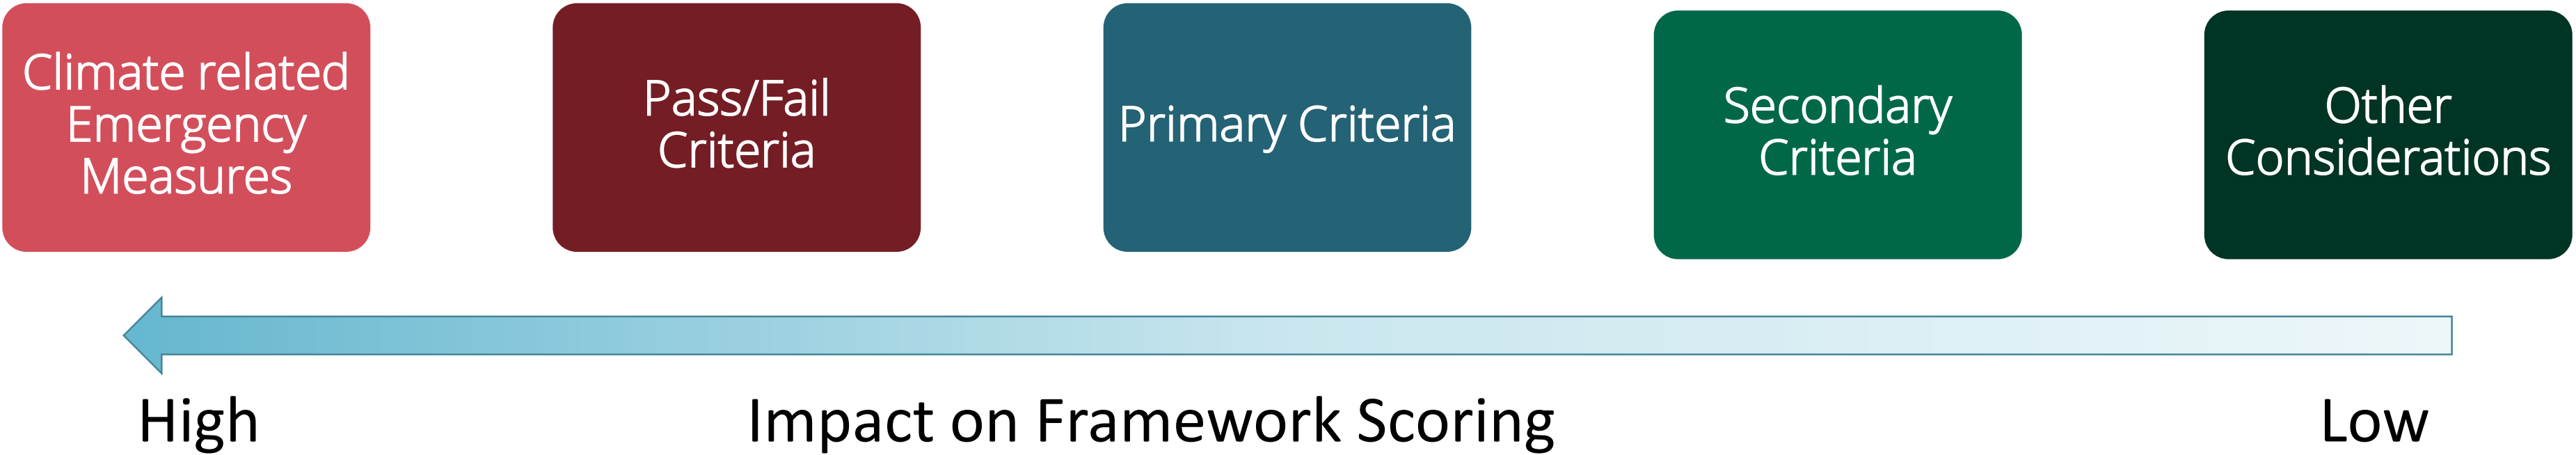 Climate related
Emergency
Measures
Pass/Fail
Criteria
Primary Criteria
Secondary
Criteria
Other
Considerations
High
Impact on Framework Scoring
Low